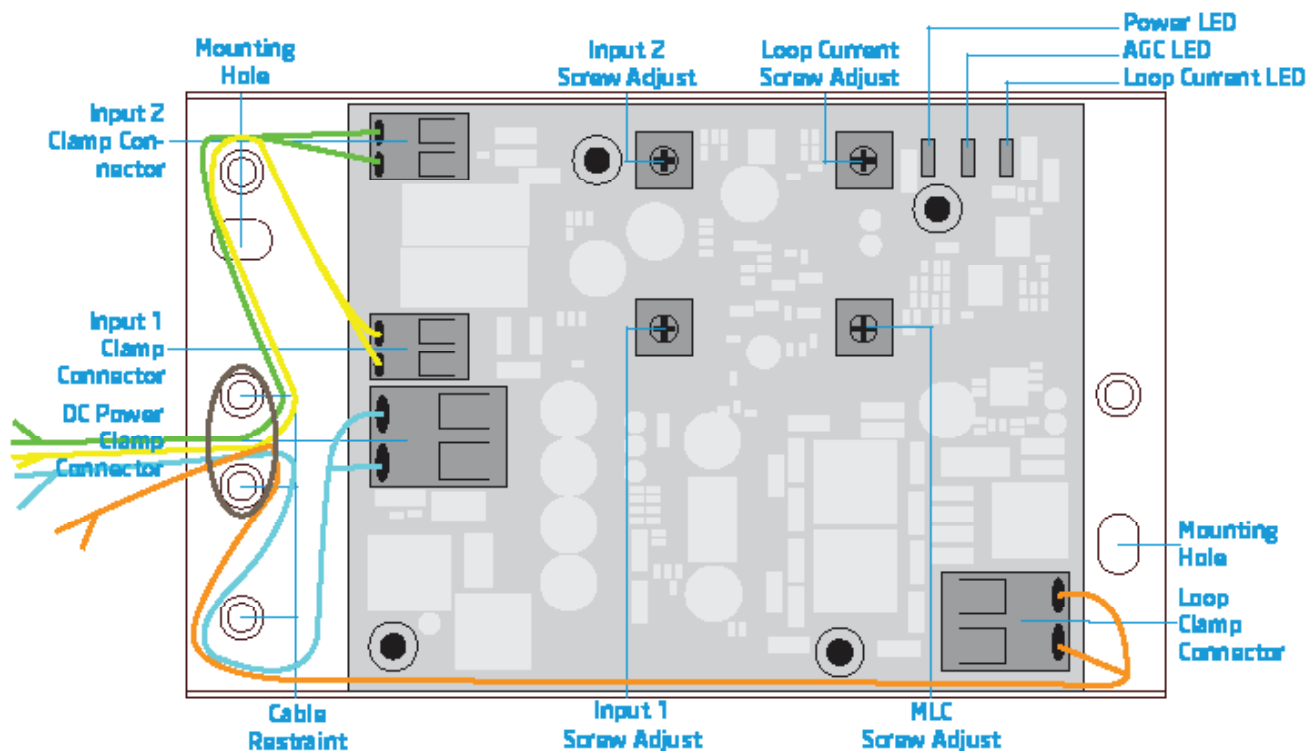 Power LED
AGC LED
Loop Current LED
Mounting
Hole
Input 2
Screw Adjust
Loop Current
Screw Adjust
Input 2
Clamp Con-
nector
Input 1
Clamp
Connector
DC Power
Clamp
Connector
Mounting
Hole
Loop
Clamp
Connector
Cable
Restraint
Input 1
Screw Adjust
MLC
Screw Adjust